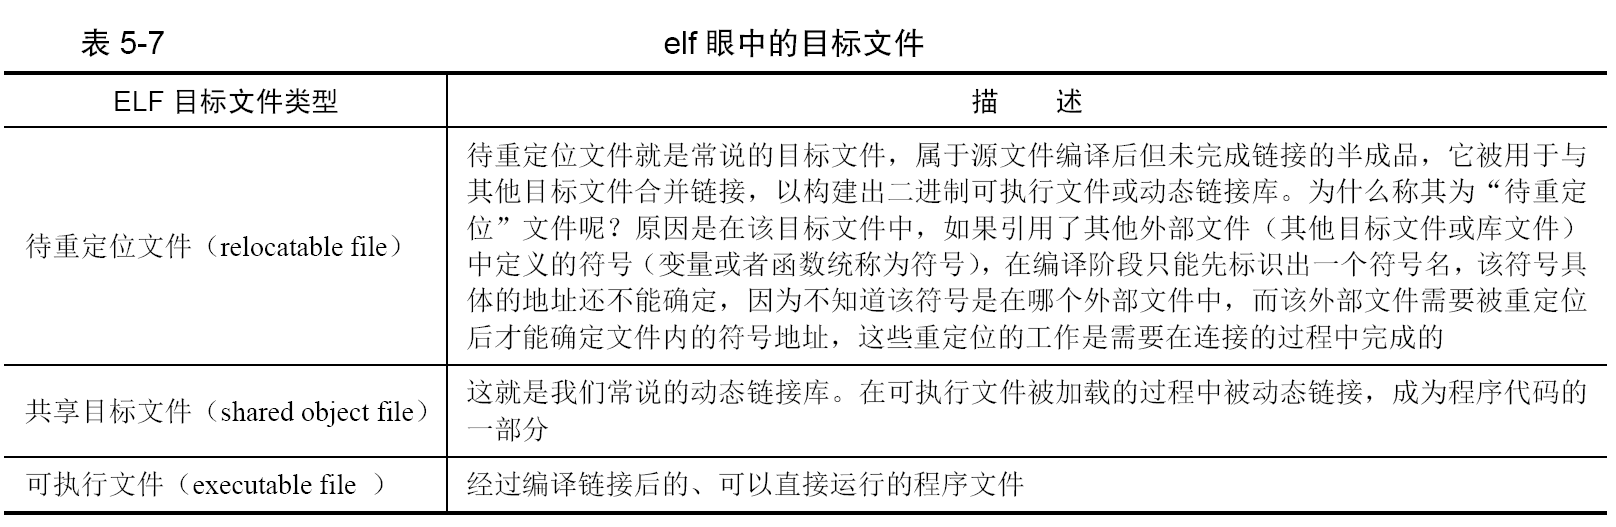 表 5-7 elf 眼中的目标文件
ELF 目标文件类型 描 述
待重定位文件（relocatable file）
待重定位文件就是常说的目标文件，属于源文件编译后但未完成链接的半成品，它被用于与
其他目标文件合并链接，以构建出二进制可执行文件或动态链接库。为什么称其为“待重定
位”文件呢？原因是在该目标文件中，如果引用了其他外部文件（其他目标文件或库文件）
中定义的符号（变量或者函数统称为符号），在编译阶段只能先标识出一个符号名，该符号具
体的地址还不能确定，因为不知道该符号是在哪个外部文件中，而该外部文件需要被重定位
后才能确定文件内的符号地址，这些重定位的工作是需要在连接的过程中完成的
共享目标文件（shared object file）
这就是我们常说的动态链接库。在可执行文件被加载的过程中被动态链接，成为程序代码的
一部分
可执行文件（executable file ）
经过编译链接后的、可以直接运行的程序文件